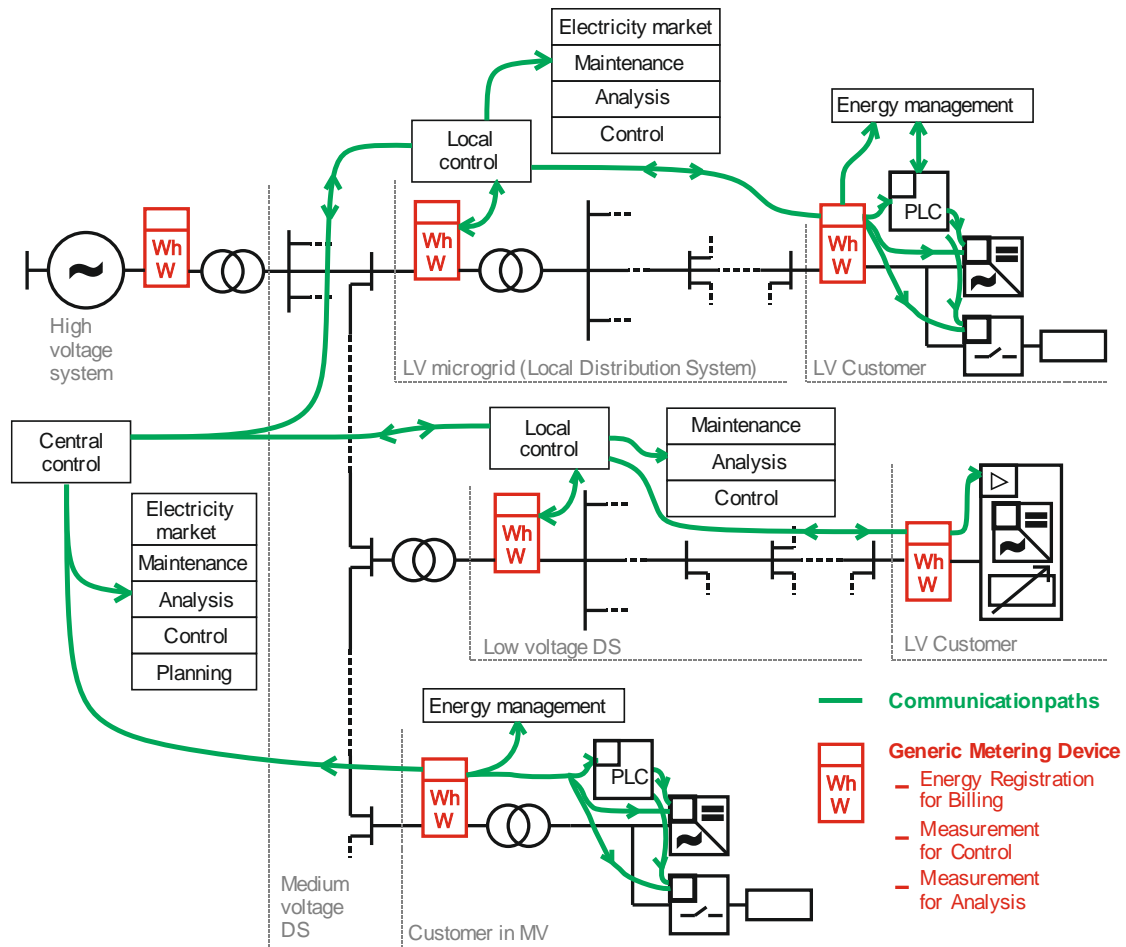 Electricity market
Maintenance
Analysis
Control
Local
control
Energy management
PLC
Wh
W
Wh
W
Wh
W
High
voltage
system
LV microgrid (Local Distribution System)
LV Customer
Central
control
Electricity
market
Maintenance
Analysis
Control
Planning
Local
control
Maintenance
Analysis
Control
Wh
W
Wh
W
Low voltage DS
LV Customer
Energy management
PLC
Wh
W
Medium
voltage
DS
Customer in MV
Communicationpaths
Generic Metering Device
Wh
W
– Energy Registration
for Billing
– Measurement
for Control
– Measurement
for Analysis